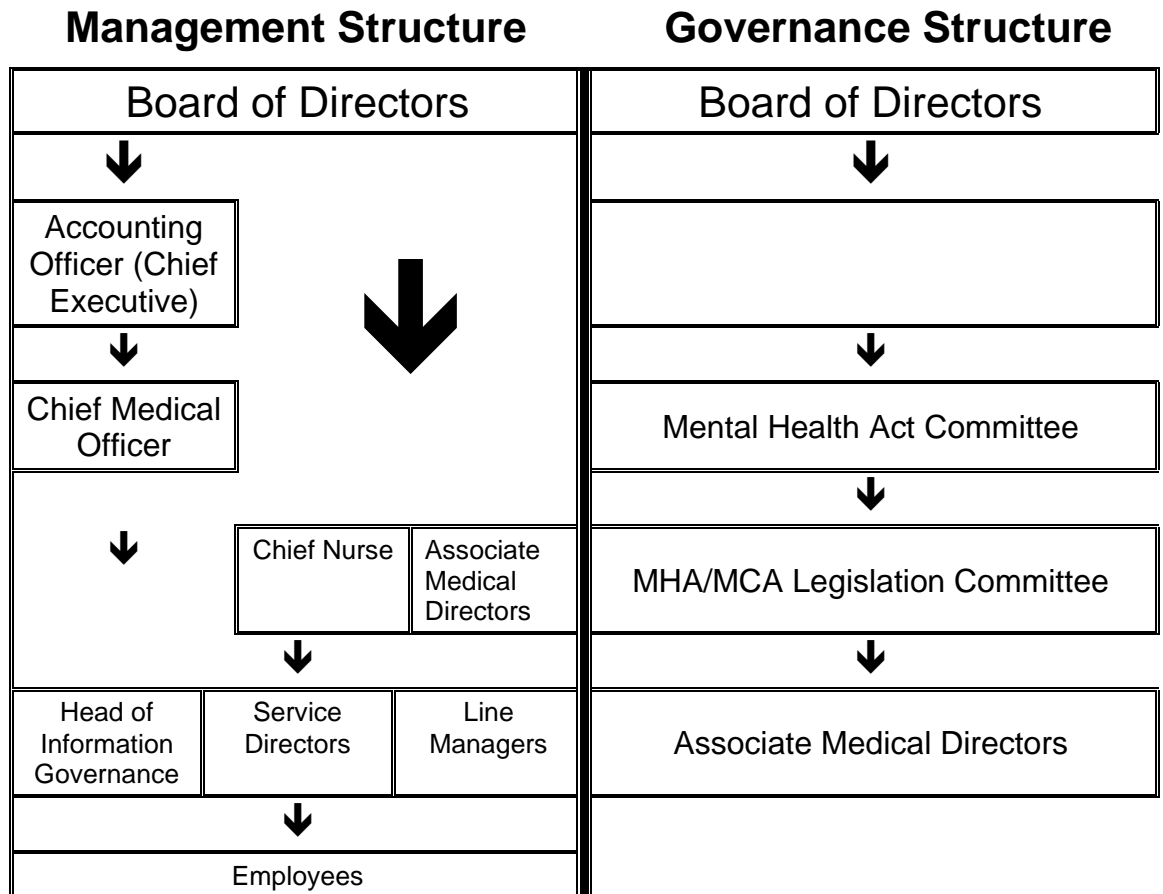 Management Structure
Governance Structure
Board of Directors
Board of Directors
Accounting
Officer (Chief
Executive)
Chief Medical
Officer
Mental Health Act Committee
Chief Nurse
Associate
Medical
Directors
MHA/MCA Legislation Committee
Head of
Information
Governance
Service
Directors
Line
Managers
Associate Medical Directors
Employees